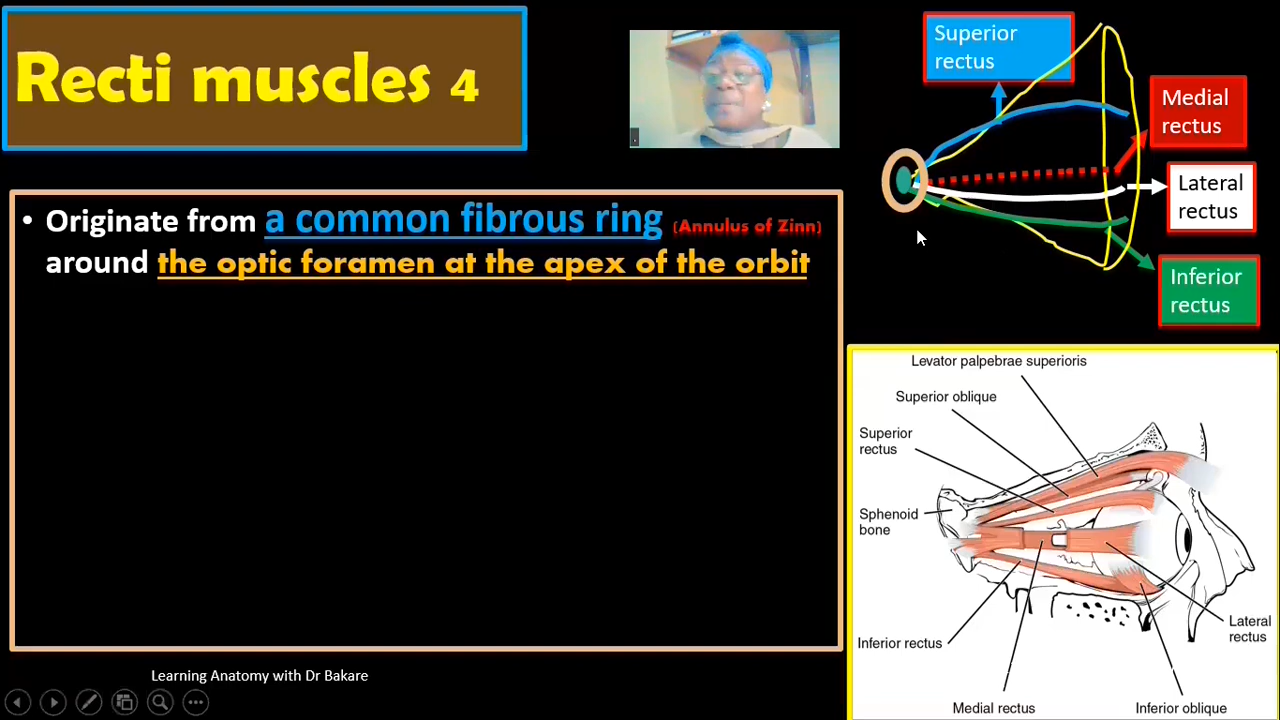 Recti muscles 4
Superior
rectus
Medial
rectus
Lateral
rectus
Inferior
rectus
• Originate from a common fibrous ring (Annulus of Zinn)
around the optic foramen at the apex of the orbit
Levator palpebrae superioris
Superior oblique
Superior
rectus
Sphenoid
bone
Inferior rectus
Medial rectus
Lateral
rectus
Inferior oblique
Learning Anatomy with Dr Bakare